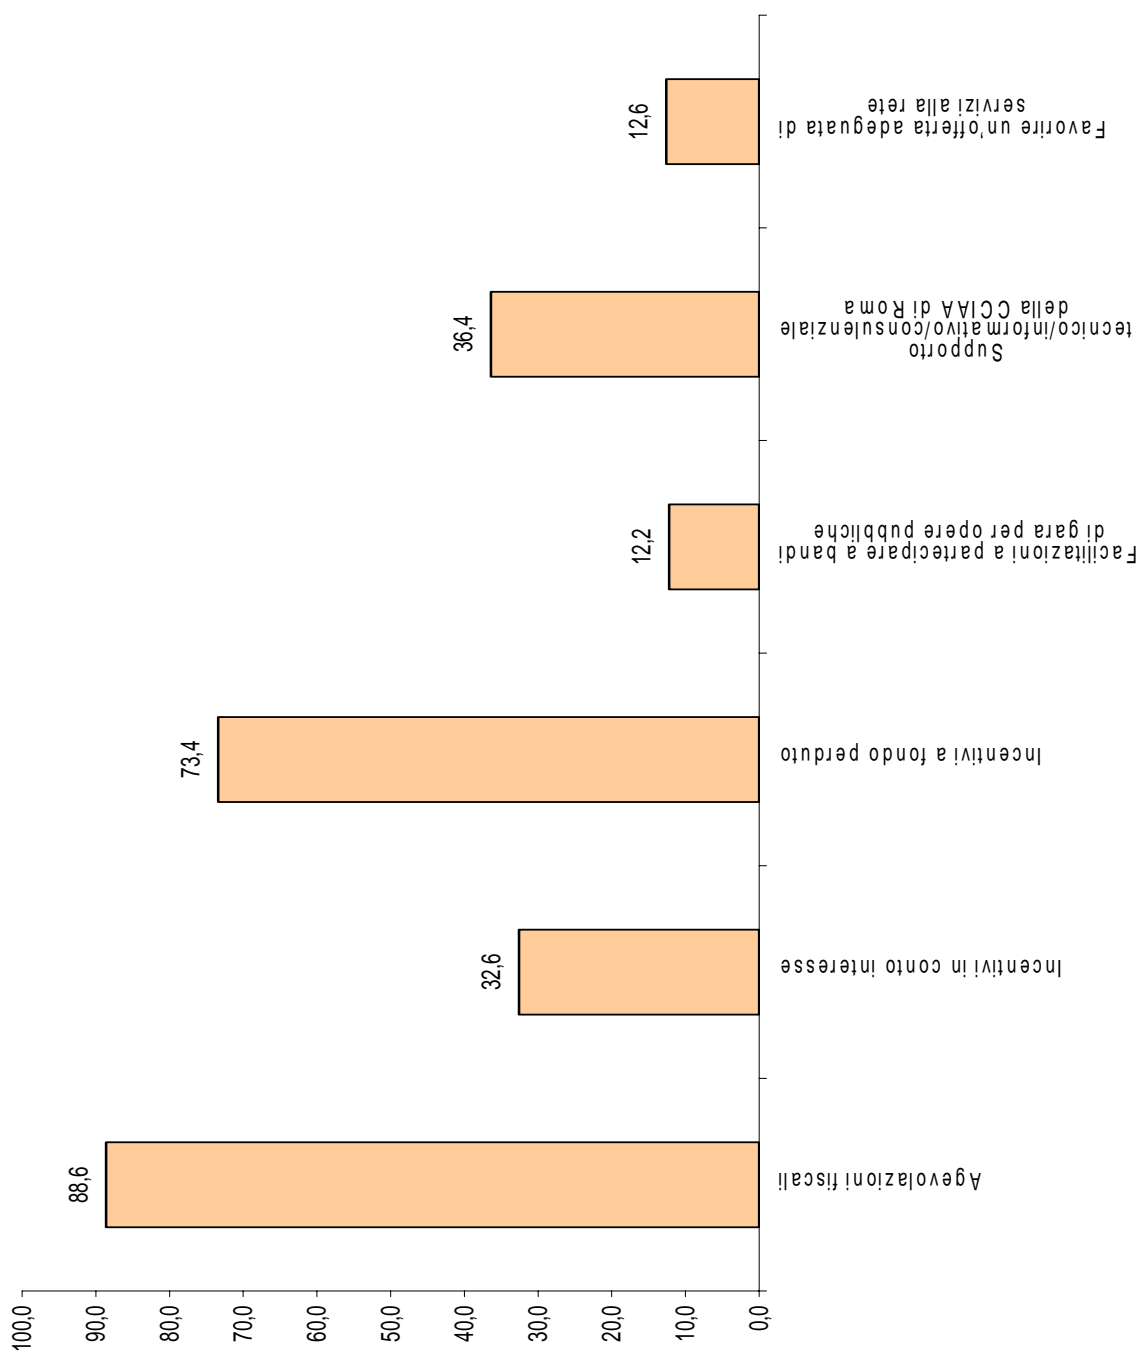 100,0
90,0
80,0
70,0
60,0
50,0
40,0
30,0
20,0
10,0
0,0
88,6
32,6
73,4
12,2
36,4
12,6
Agevolazioni fiscali
Incentivi in conto interesse
Incentivi a fondo perduto
Facilitazioni a partecipare a bandi
di gara per opere pubbliche
Supporto
tecnico/informativo/consulenziale
della CCIAA di Roma
Favorire un'offerta adeguata di
servizi alla rete